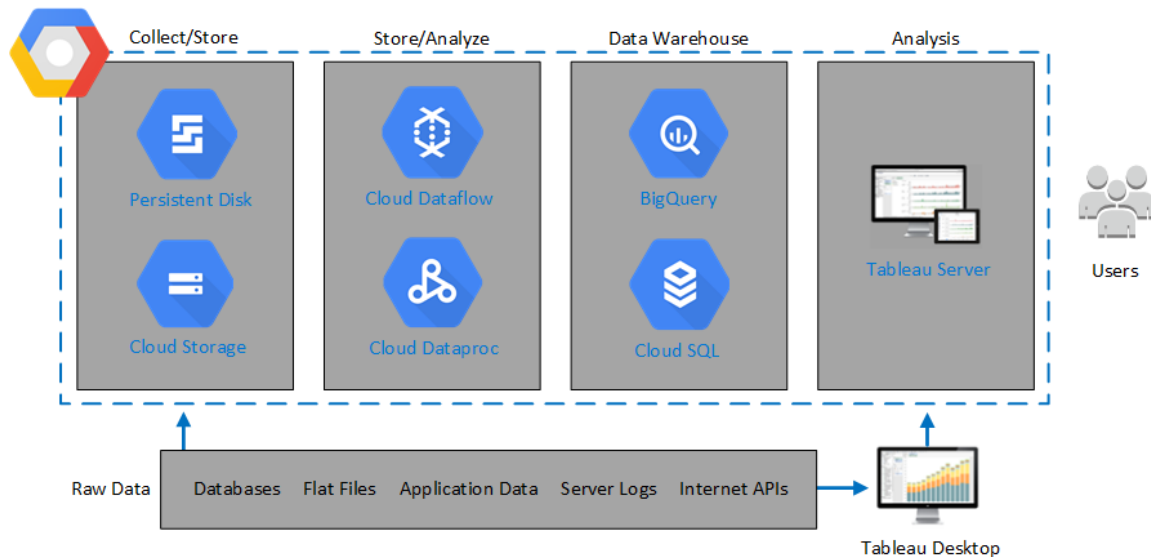 Collect/Store
Store/Analyze
Data Warehouse
Analysis
Persistent Disk
Cloud Dataflow
BigQuery
Cloud Storage
Cloud Dataproc
Cloud SQL
Tableau Server
Users
Raw Data
Databases
Flat Files
Application Data
Server Logs
Internet APIs
Tableau Desktop